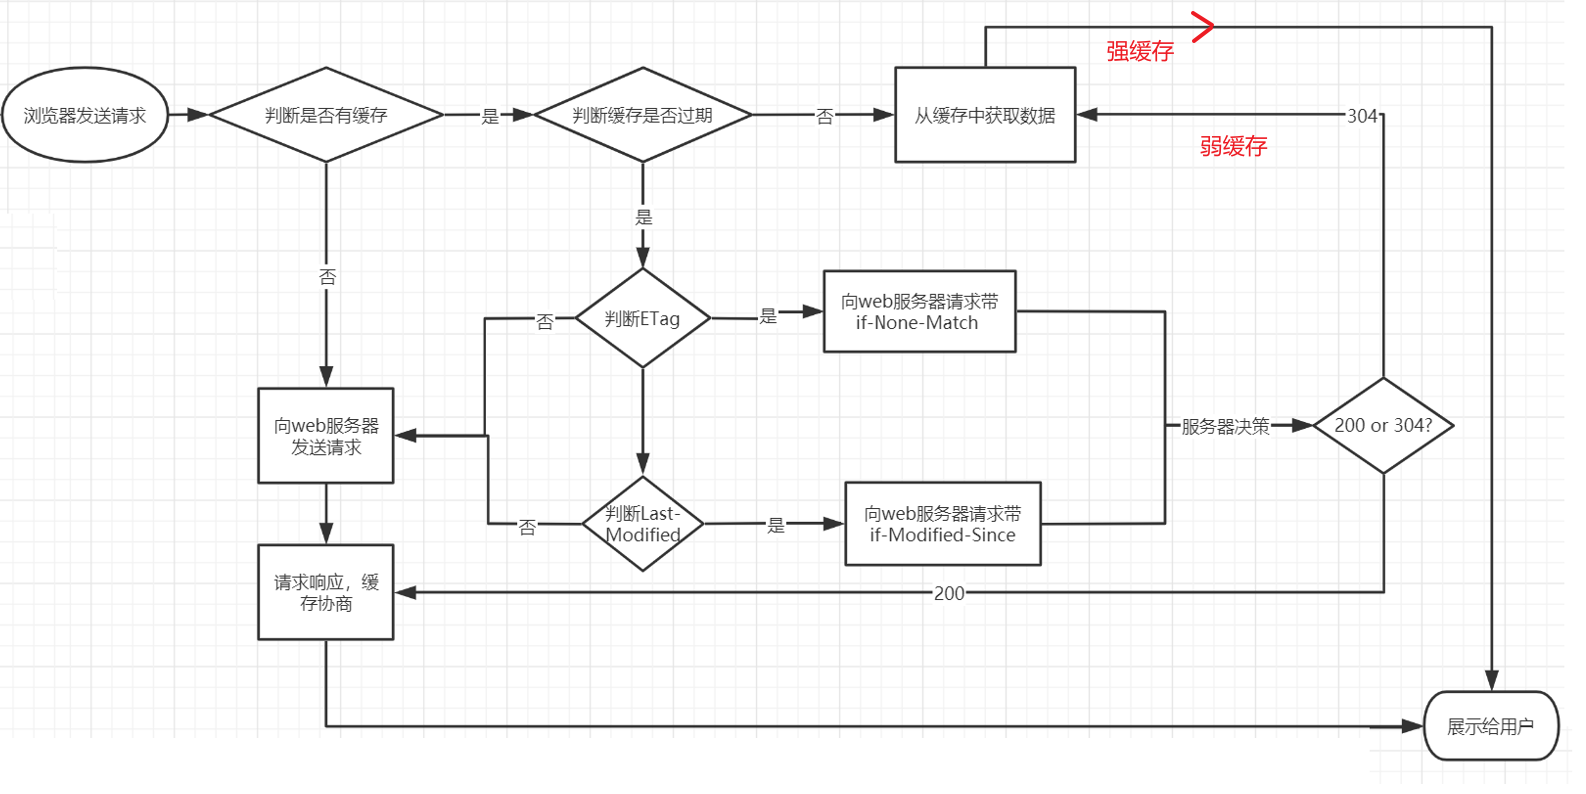 强缓存
浏览器发送请求
判断是否有缓存
是
判断缓存是否过期
否
从缓存中获取数据
304
弱缓存
是
否
判断ETag
否
是
向web服务器请求带
if-None-Match
向web服务器
发送请求
服务器决策
200 or 304?
判断Last-
Modified
否
是
向web服务器请求带
if-Modified-Since
请求响应，缓
存协商
200
展示给用户